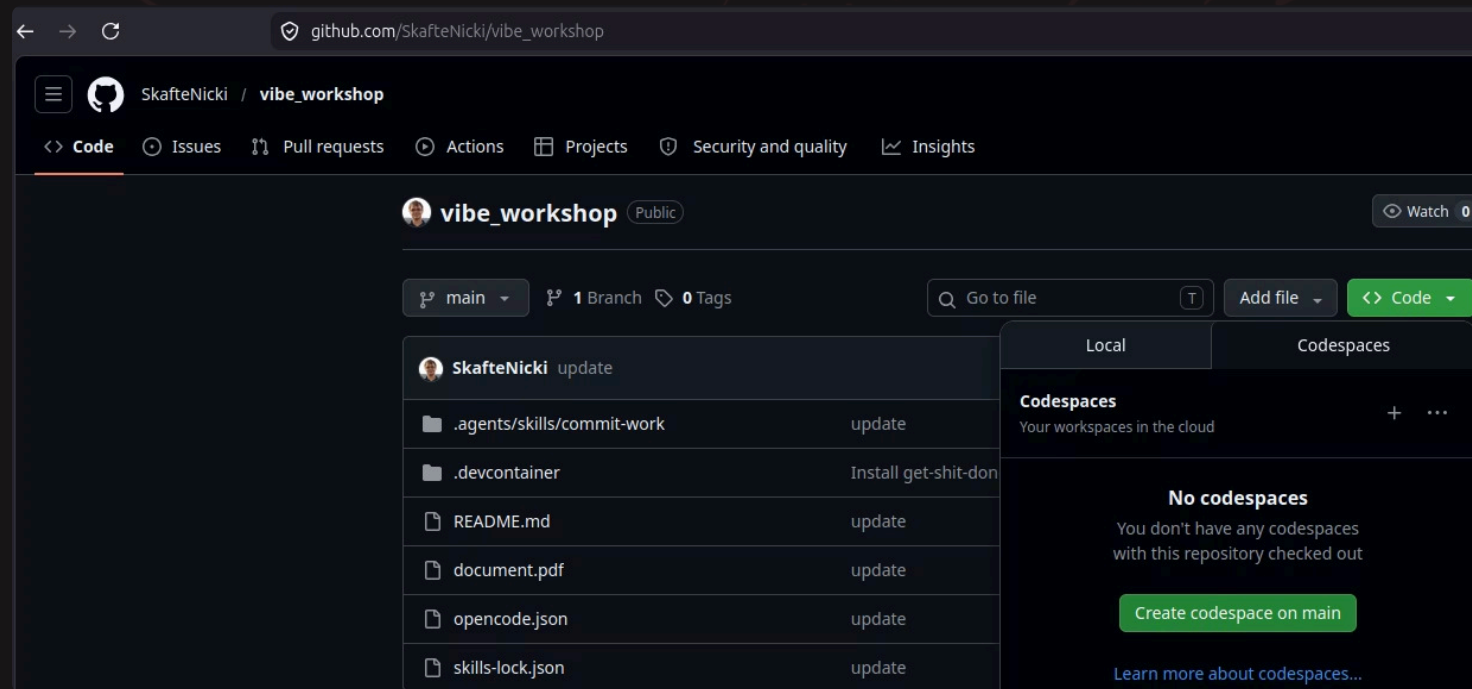 github.com/SkafteNicki/vibe_workshop
SkafteNicki / vibe_workshop
Code Issues Pull requests Actions Projects Security and quality Insights
vibe_workshop Public
Watch 0
main 1 Branch 0 Tags
Go to file T
Add file
Code
SkafteNicki update
.agents/skills/commit-work update
.devcontainer Install get-shit-don
README.md update
document.pdf update
opencode.json update
skills-lock.json update
Local Codespaces
Codespaces
Your workspaces in the cloud
No codespaces
You don't have any codespaces
with this repository checked out
Create codespace on main
Learn more about codespaces...